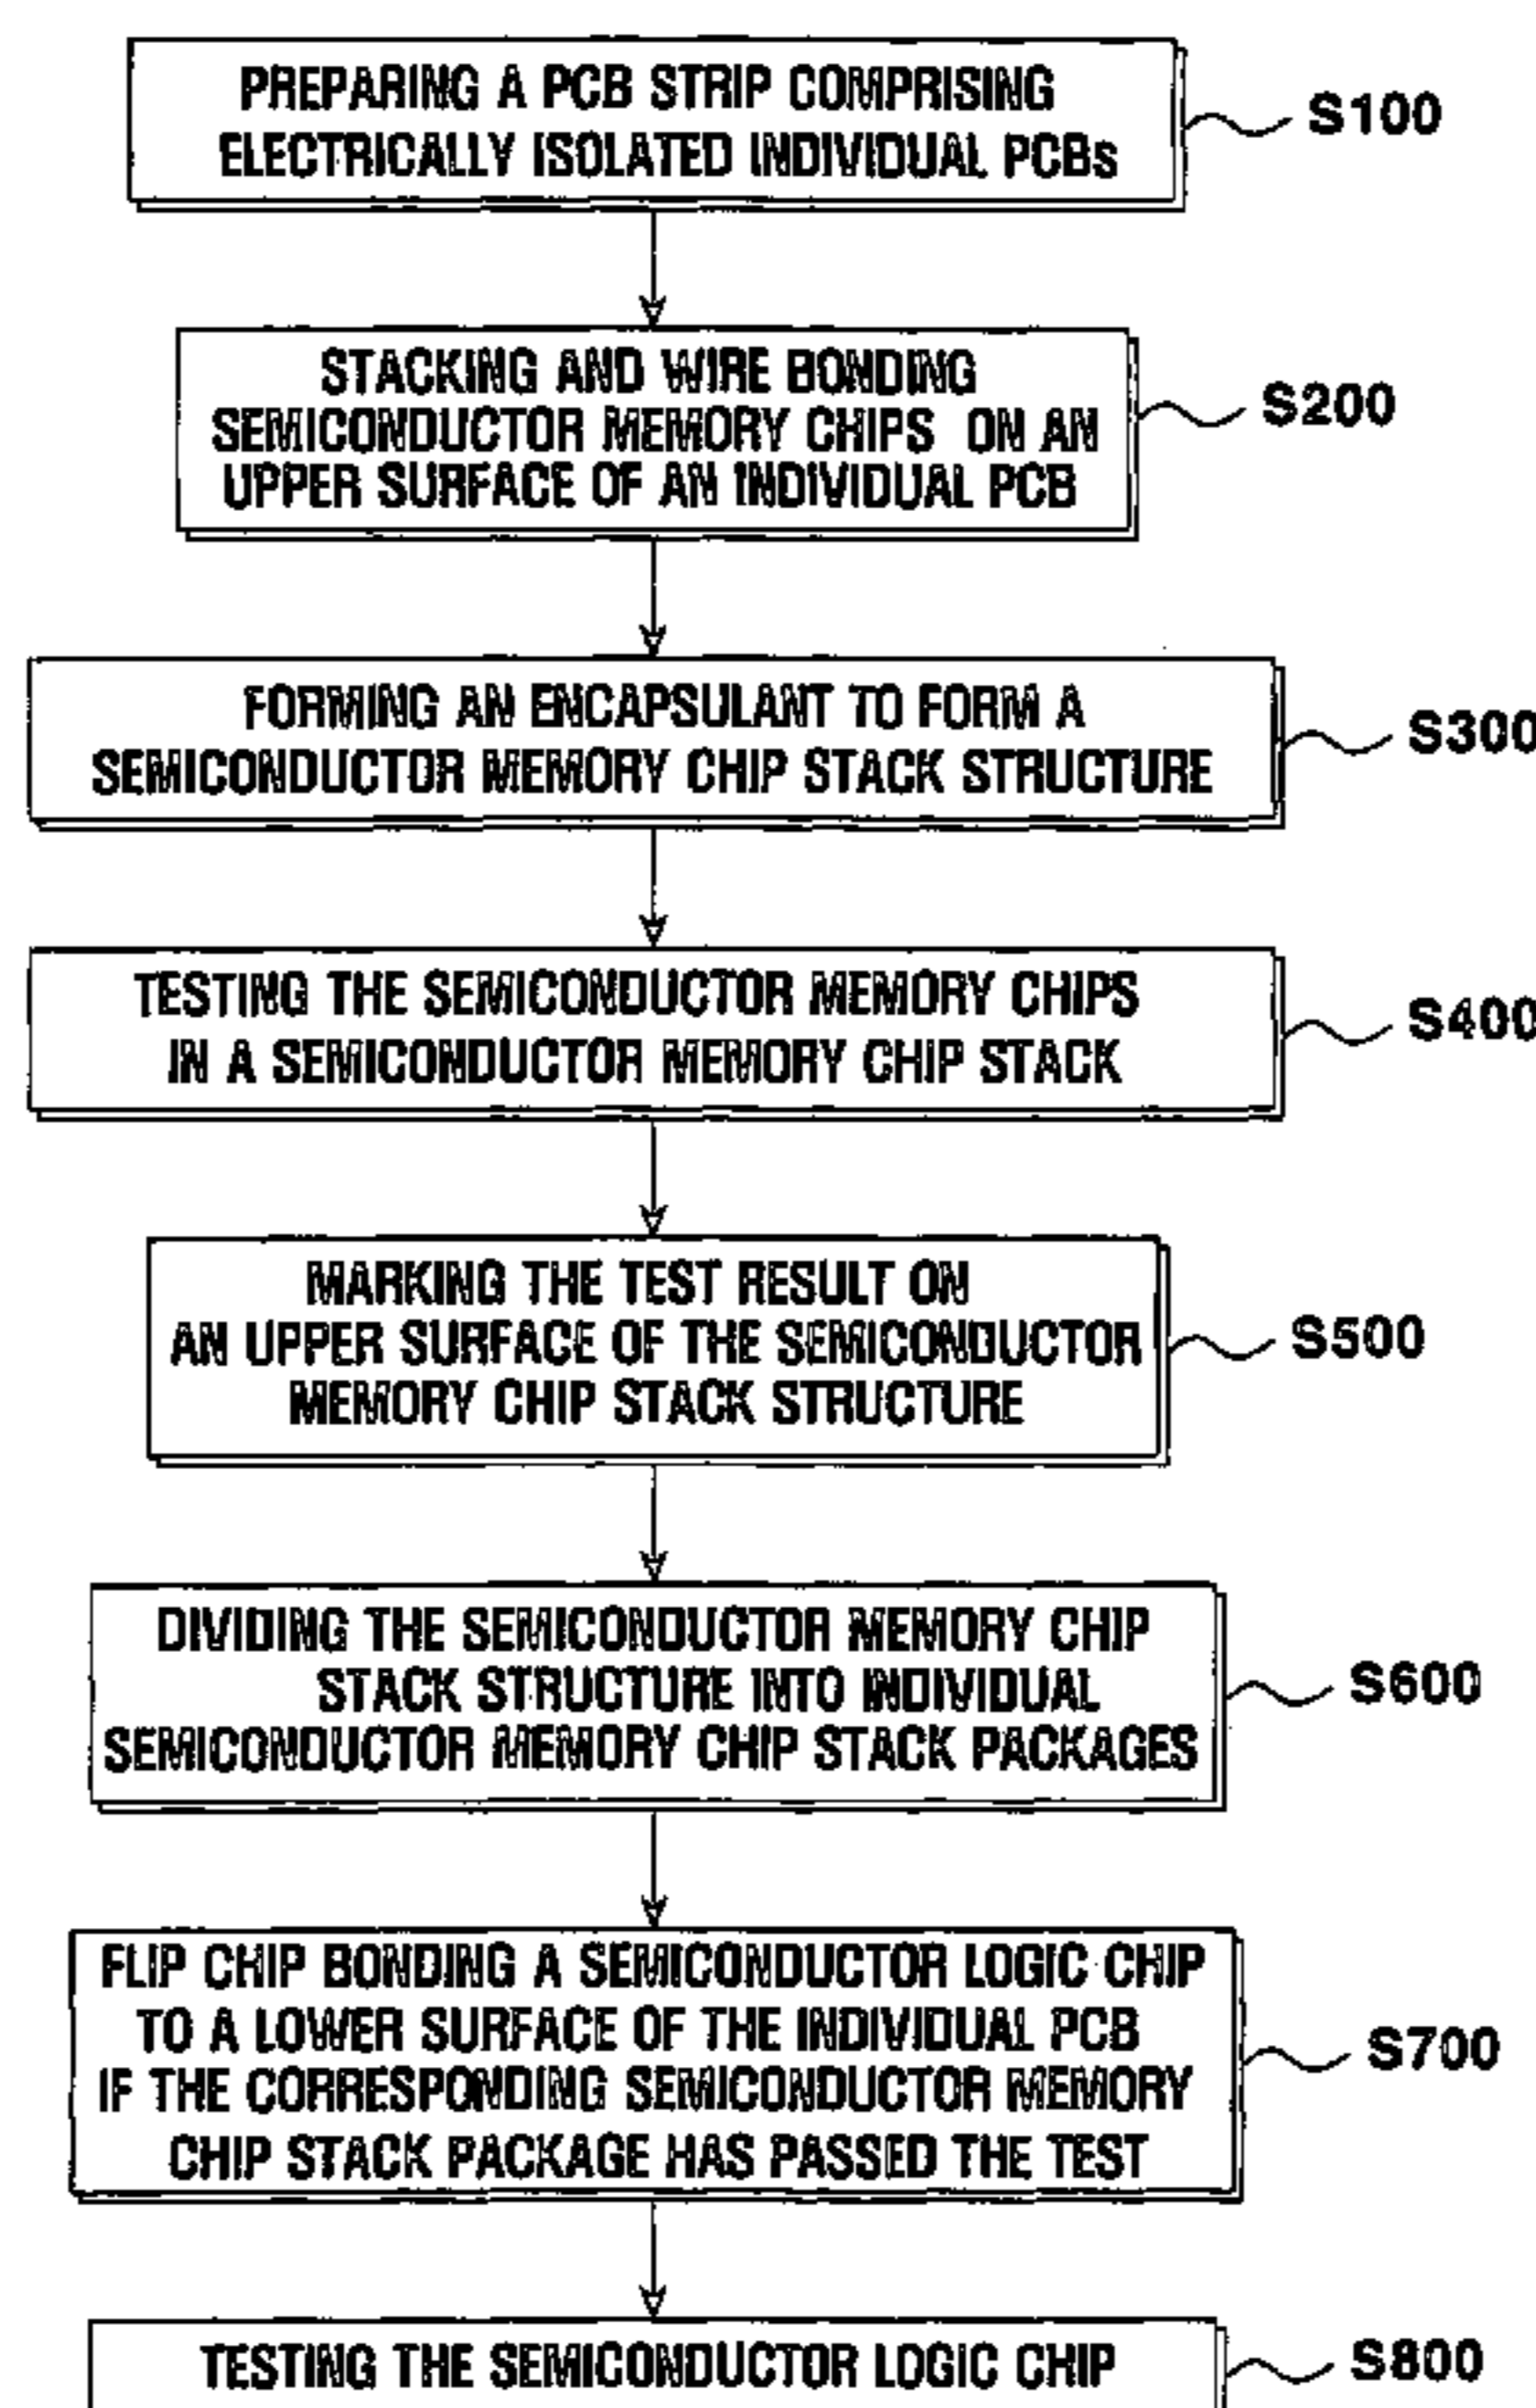 PREPARING A PCB STRIP COMPRISING
ELECTRICALLY ISOLATED INDIVIDUAL PCBs
S100
STACKING AND WIRE BONDING
SEMICONDUCTOR MEMORY CHIPS ON AN
UPPER SURFACE OF AN INDIVIDUAL PCB
S200
FORMING AN ENCAPSULANT TO FORM A
SEMICONDUCTOR MEMORY CHIP STACK STRUCTURE
S300
TESTING THE SEMICONDUCTOR MEMORY CHIPS
IN A SEMICONDUCTOR MEMORY CHIP STACK
S400
MARKING THE TEST RESULT ON
AN UPPER SURFACE OF THE SEMICONDUCTOR
MEMORY CHIP STACK STRUCTURE
S500
DIVIDING THE SEMICONDUCTOR MEMORY CHIP
STACK STRUCTURE INTO INDIVIDUAL
SEMICONDUCTOR MEMORY CHIP STACK PACKAGES
S600
FLIP CHIP BONDING A SEMICONDUCTOR LOGIC CHIP
TO A LOWER SURFACE OF THE INDIVIDUAL PCB
IF THE CORRESPONDING SEMICONDUCTOR MEMORY
CHIP STACK PACKAGE HAS PASSED THE TEST
S700
TESTING THE SEMICONDUCTOR LOGIC CHIP
S800